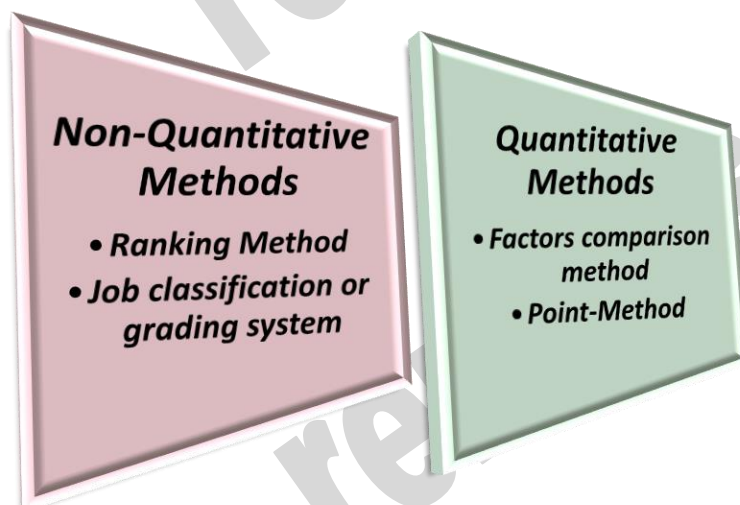 Non-Quantitative
Methods
• Ranking Method
• Job classification or
grading system
Quantitative
Methods
• Factors comparison
method
• Point-Method